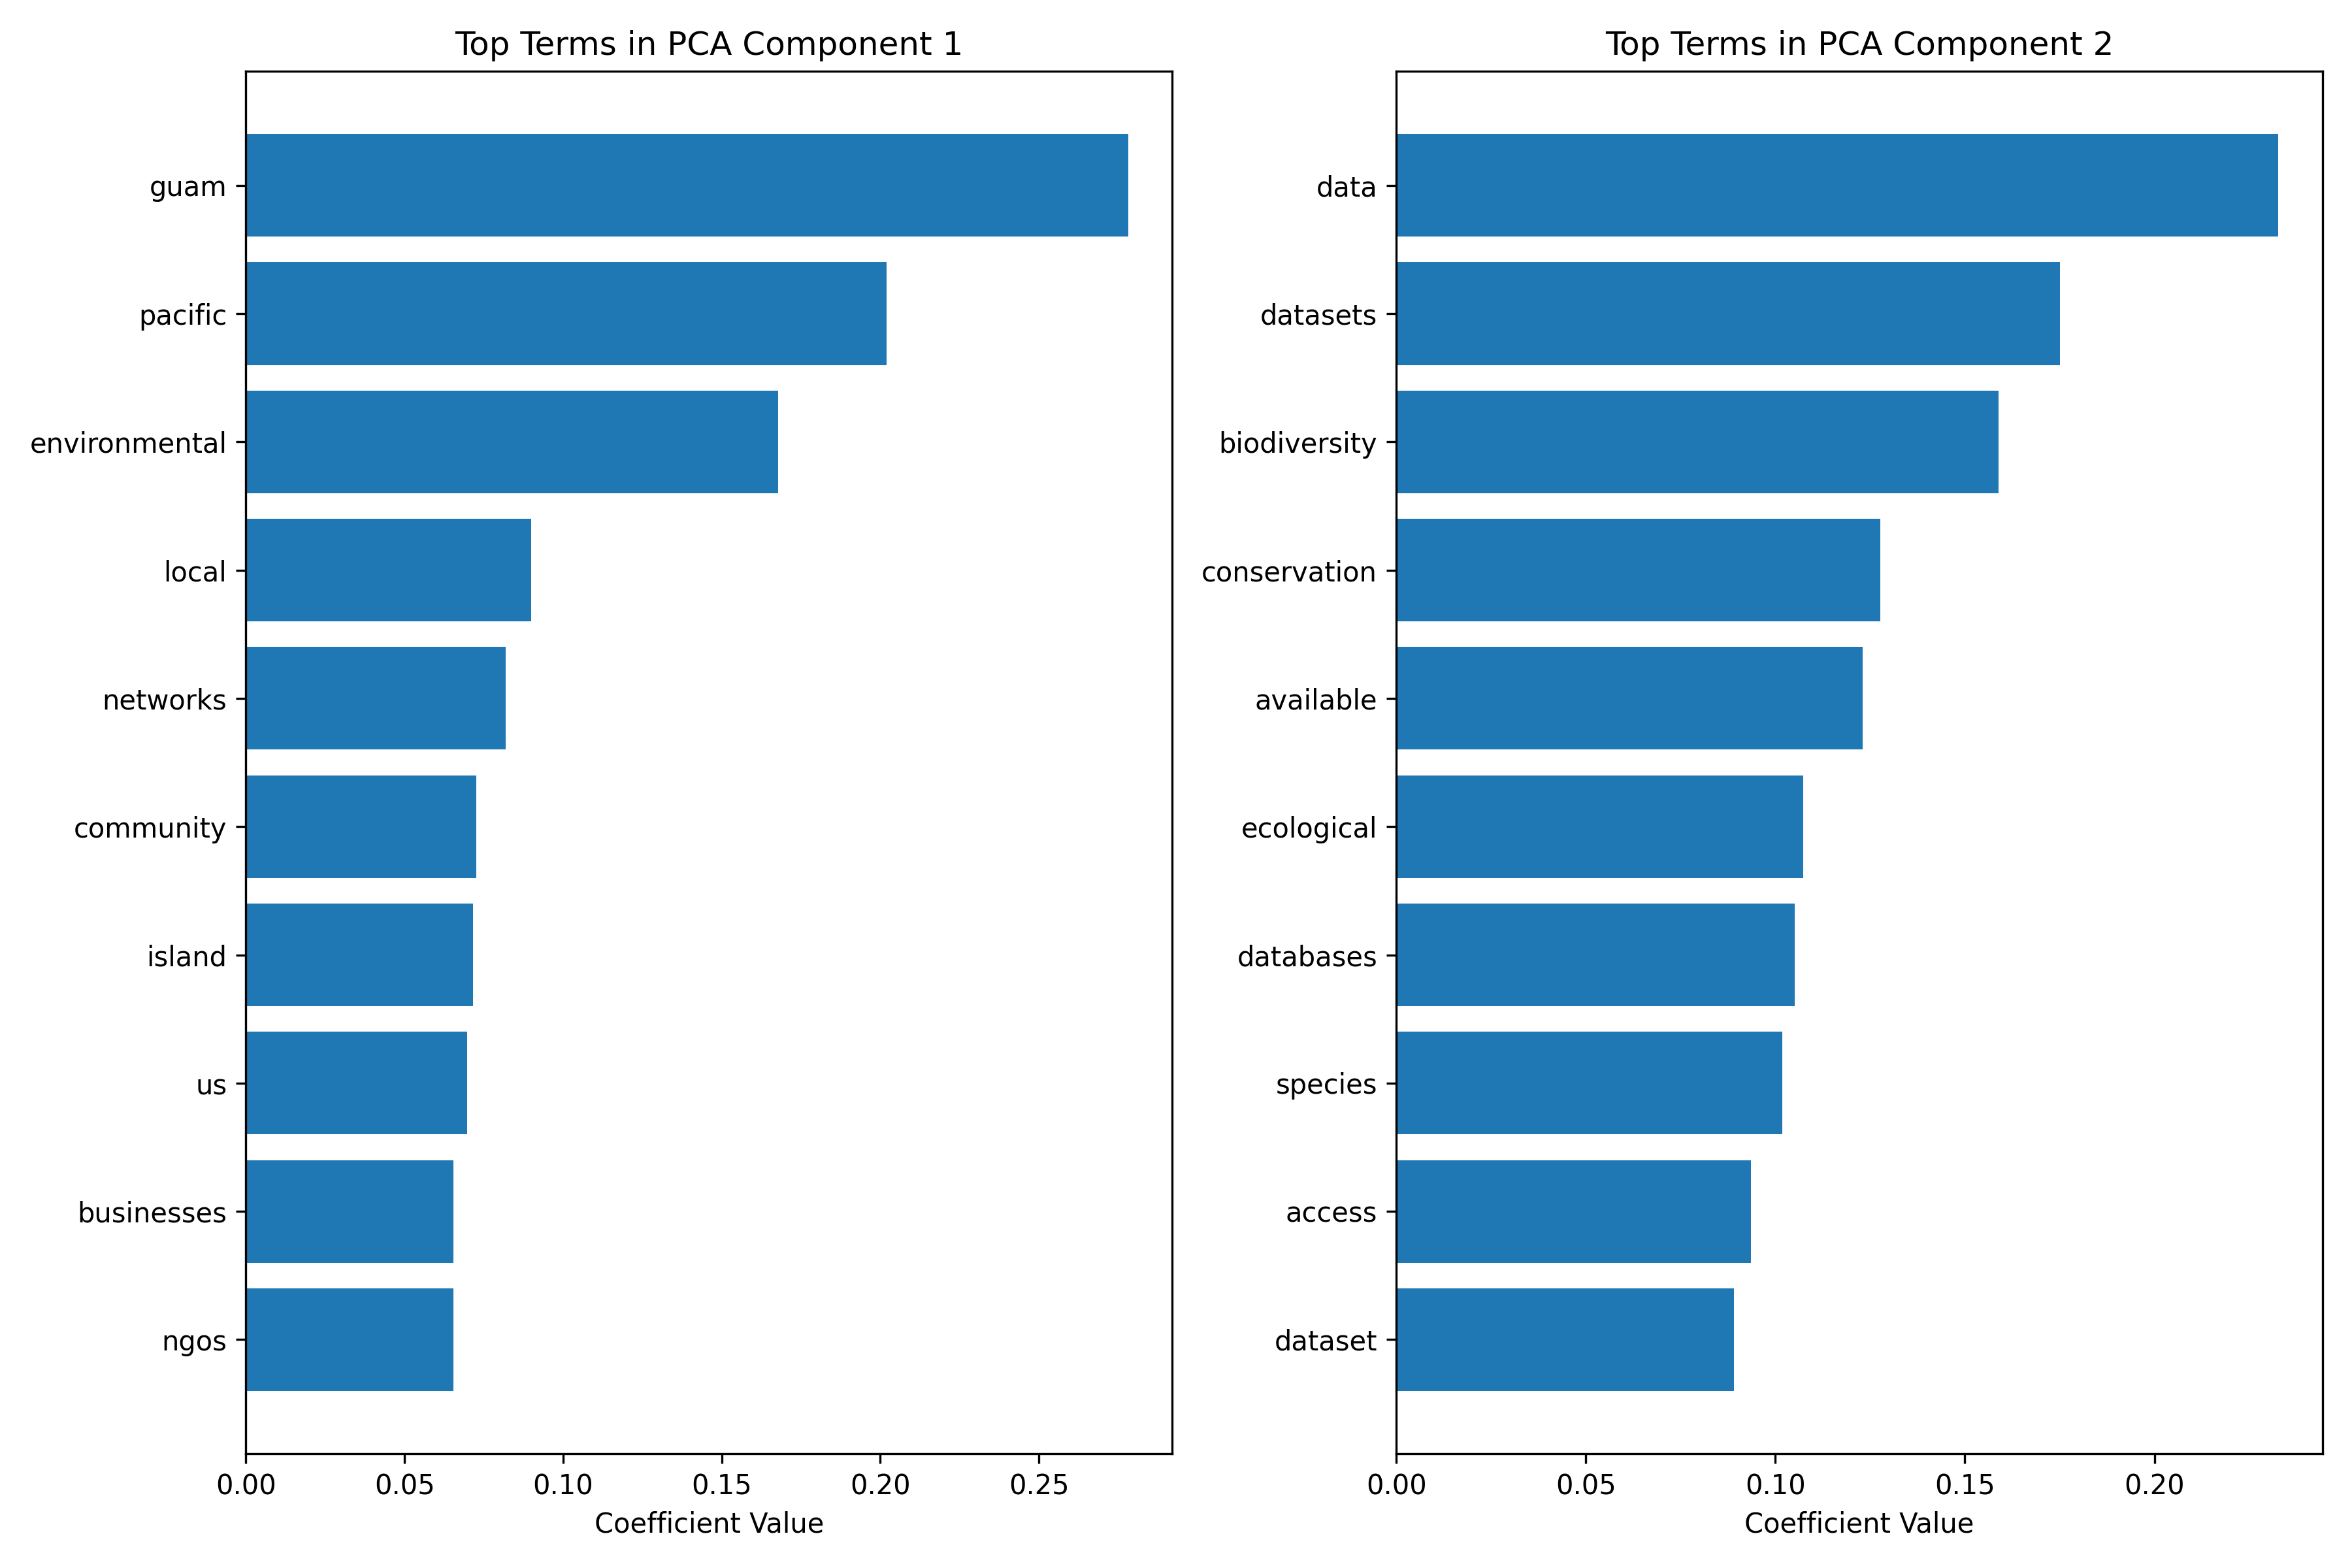 Top Terms in PCA Component 1
guam
pacific
environmental
local
networks
community
island
us
businesses
ngos
0.00 0.05 0.10 0.15 0.20 0.25
Coefficient Value
Top Terms in PCA Component 2
data
datasets
biodiversity
conservation
available
ecological
databases
species
access
dataset
0.00 0.05 0.10 0.15 0.20
Coefficient Value